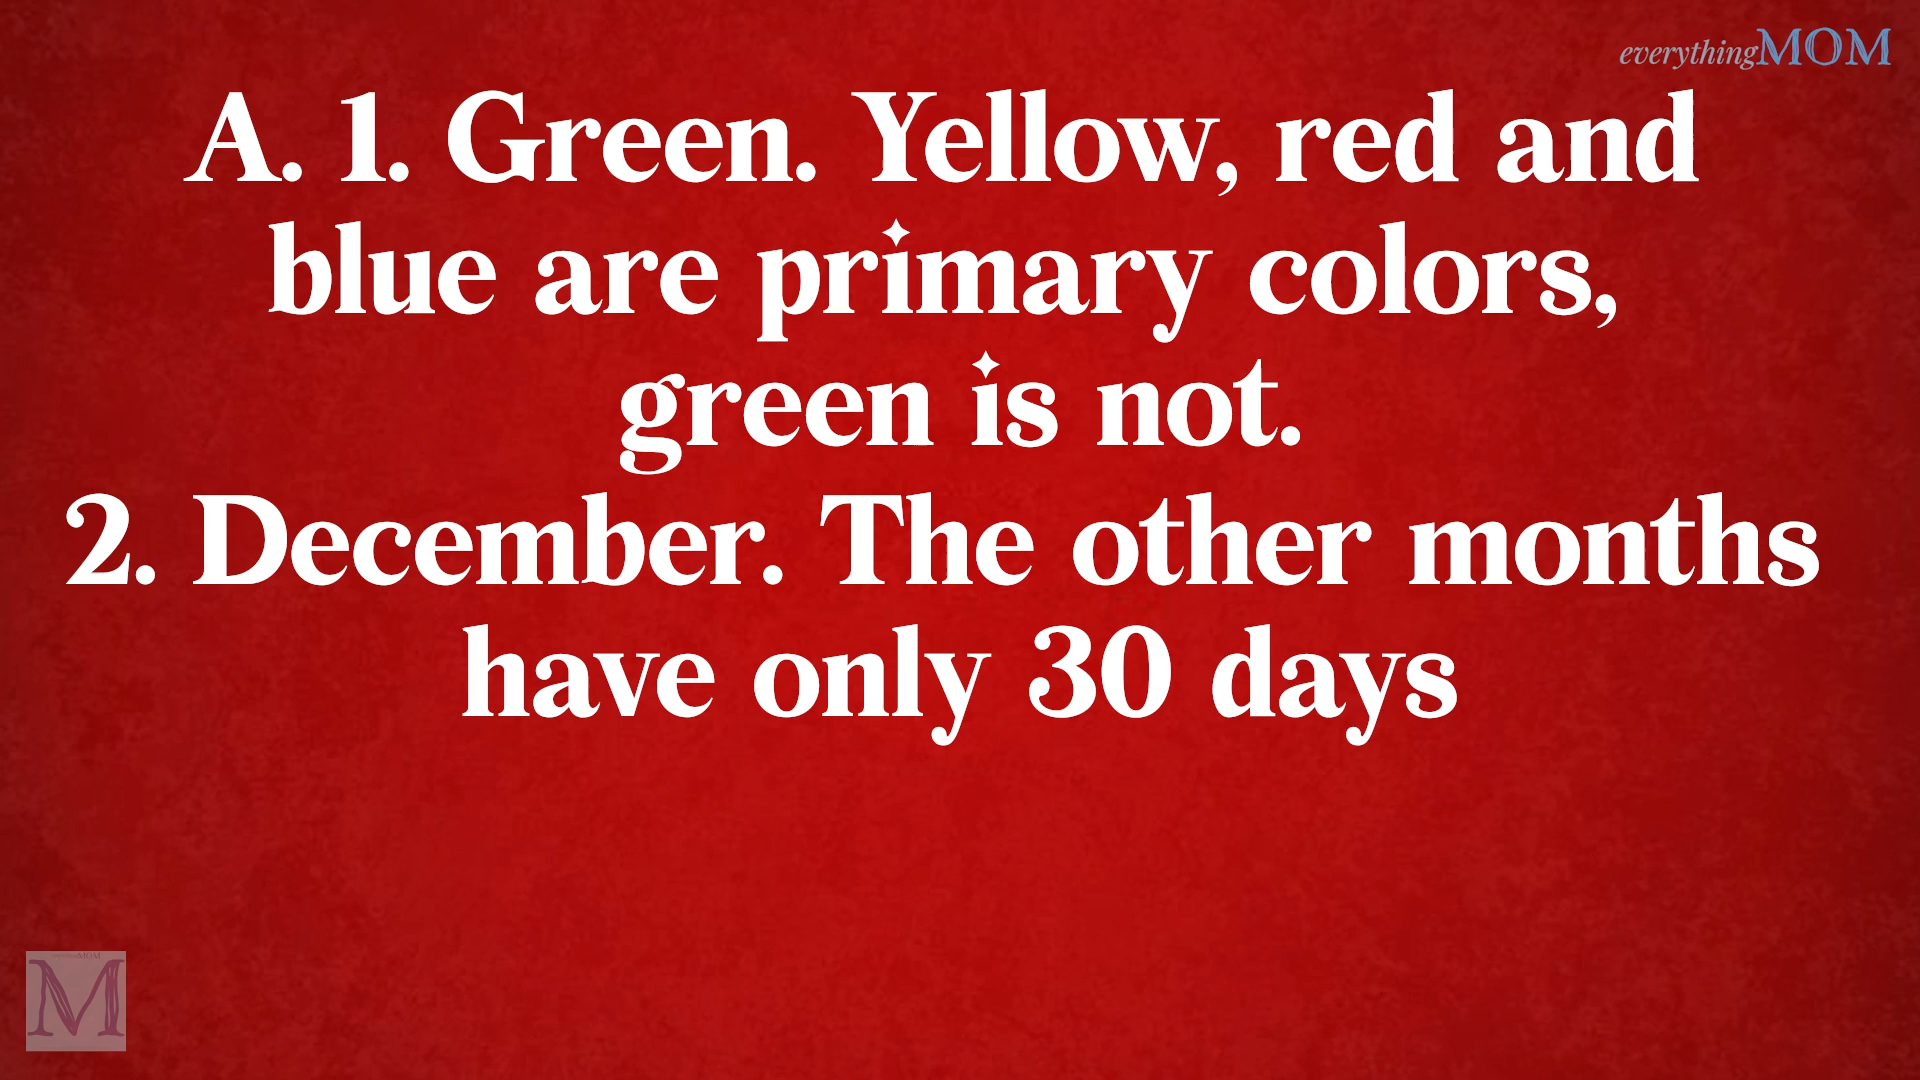 everythingMOM
A. 1. Green. Yellow, red and
blue are primary colors,
green is not.
2. December. The other months
have only 30 days
everythingMOM
M